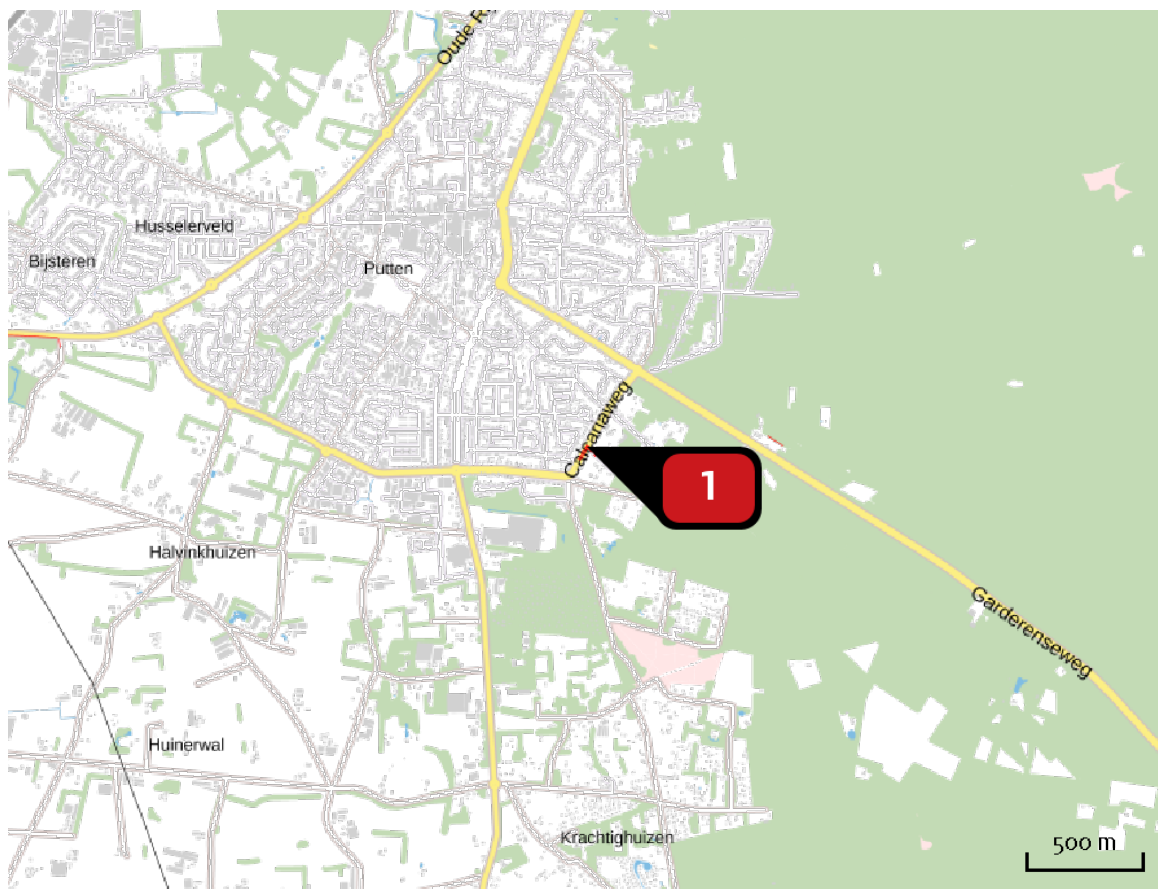 Oude R
Husselerveld
Bijsteren
Putten
1
Halvinkhuizen
Garderenseweg
Huinerwal
Krachtighuizen
500 m